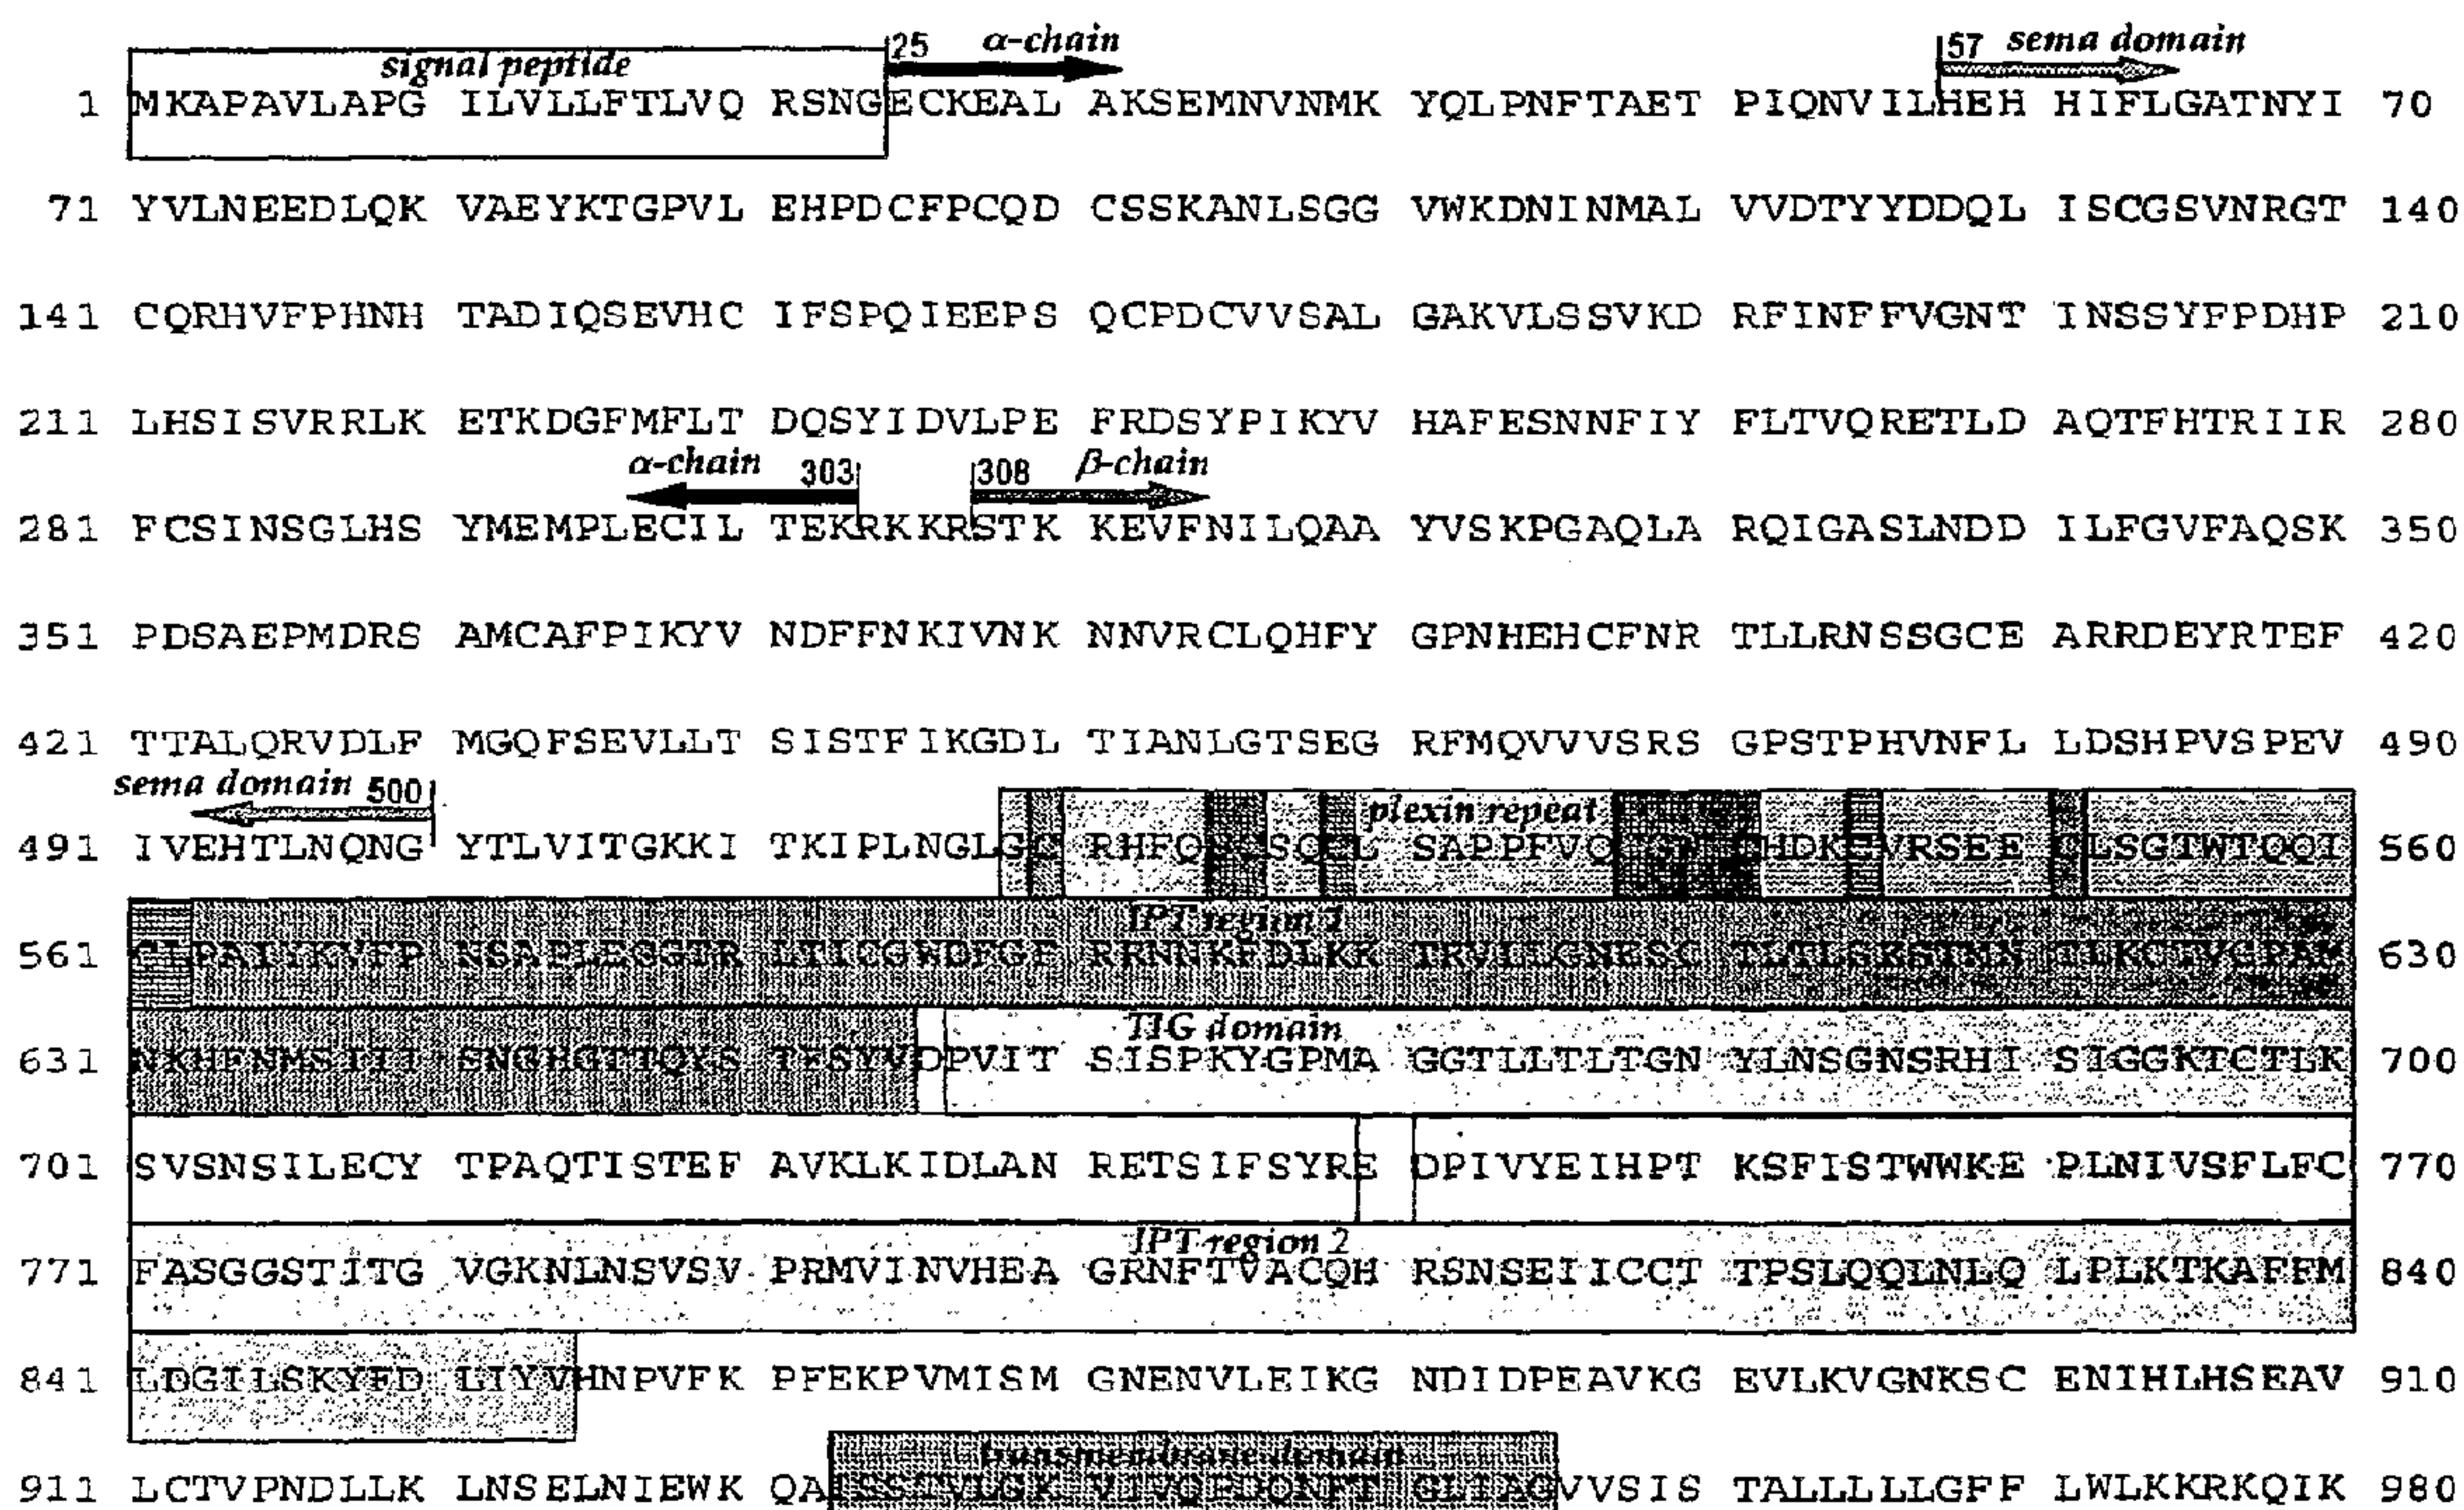 signal peptide 25 α-chain 57 sema domain
1 MKAPAVLAPG ILVLLFTLVQ RSNGECKEAL AKSEMNVNMK YQLPNFTAET PIQNVILHEH HIFLGATNYI 70
71 YVLNEEDLQK VAEYKTGPVL EHPDCFPCQD CSSKANLSGG VWKDNINMAL VVDTYYDDQL ISCGSVNRGT 140
141 CQRHVFPHNH TADIQSEVHC IFSPQIEEPS QCPDCVVSAL GAKVLSSVKD RFINFFVGNT INSSYFPDHP 210
211 LHSISVRRLK ETKDGFMFLT DQSYIDVLPE FRDSYPIKYV HAFESNNFIY FLTVQRETLD AQTFHTRIIR 280
α-chain 303 308 β-chain
281 FCSINSGLHS YMEMPLECIL TEKRKKRSTK KEVFNILQAA YVSKPGAQLA RQIGASLNDD ILFGVFAQSK 350
351 PDSAEPMDRS AMCAFPIKYV NDFFNKIVNK NNVRCLQHFY GPNHEHCFNR TLLRNSSGCE ARRDEYRTEF 420
421 TTALQRVDLF MGQFSEVLLT SISTFIKGDL TIANLGTSEG RFMQVVVSRS GPSTPHVNFL LDSHPVSPEV 490
sema domain 500 plexin repeat
491 IVEHTLNQNG YTLVITGKKI TKIPLNGLG LSGTWTQQI 560
IPT region 1
561 RRNNKFDLKK 630
TIG domain
631 DPVIT SISPKYGPMA GGTLLTLTGN YLNSGNSRHI SIGGKTCTLK 700
701 SVSNSILECY TPAQTISTEF AVKLKIDLAN RETSIFSYRE DPIVYEIHPT KSFISTWWKE PLNIVSFLFC 770
IPT region 2
771 FASGGSTITG VGKNLNSVSV PRMVINVHEA GRNFTVACQH RSNSEIICCT TPSLQQLNLQ LPLKTKAFFM 840
841 LDGILSKYFD LIYVHNPVFK PFEKPVMISM GNENVLEIKG NDIDPEAVKG EVLKVGNKSC ENIHLHSEAV 910
transmembrane domain
911 LCTVPNDLLK LNSELNIEWK VVSIS TALLLLLGFF LWLKKRKQIK 980